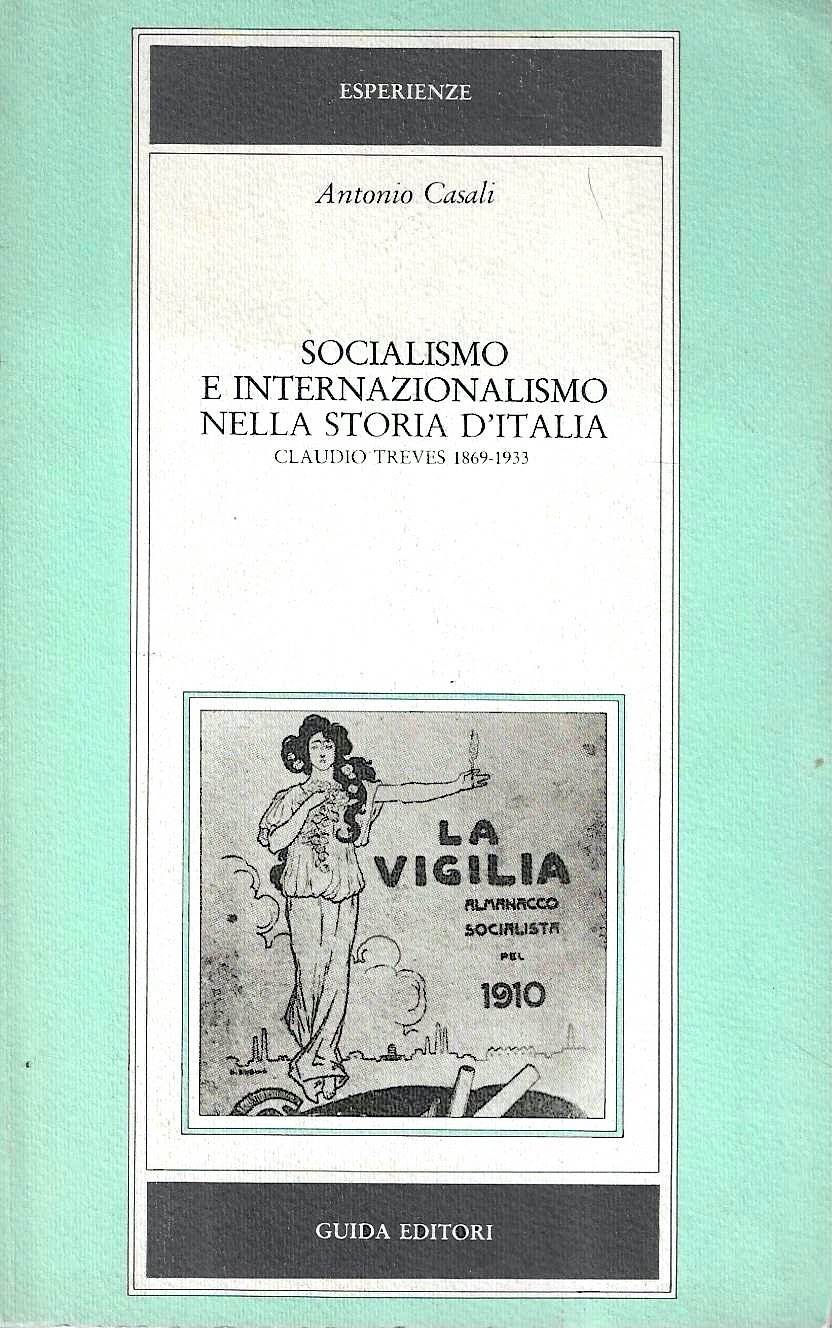 ESPERIENZE
Antonio Casali
SOCIALISMO
E INTERNAZIONALISMO
NELLA STORIA D'ITALIA
CLAUDIO TREVES 1869-1933
LA
VIGILIA
ALMANACCO
SOCIALISTA
PEL
1910
GUIDA EDITORI